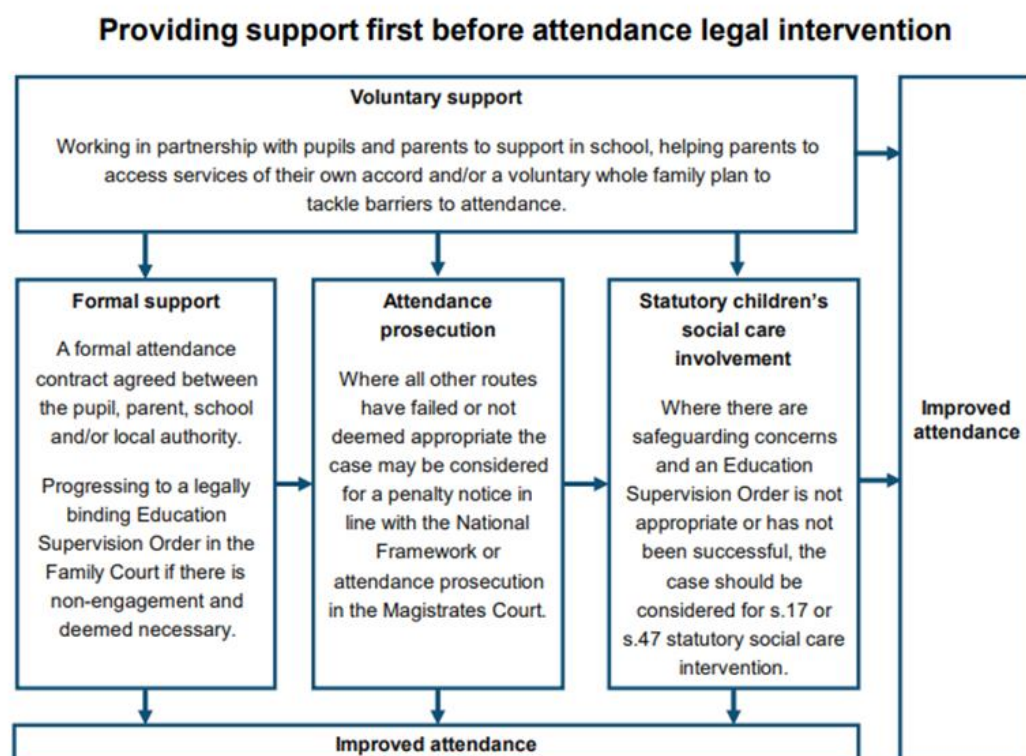 Providing support first before attendance legal intervention
Voluntary support
Working in partnership with pupils and parents to support in school, helping parents to
access services of their own accord and/or a voluntary whole family plan to
tackle barriers to attendance.
Formal support
A formal attendance
contract agreed between
the pupil, parent, school
and/or local authority.
Progressing to a legally
binding Education
Supervision Order in the
Family Court if there is
non-engagement and
deemed necessary.
Attendance
prosecution
Where all other routes
have failed or not
deemed appropriate the
case may be considered
for a penalty notice in
line with the National
Framework or
attendance prosecution
in the Magistrates Court.
Statutory children’s
social care
involvement
Where there are
safeguarding concerns
and an Education
Supervision Order is not
appropriate or has not
been successful, the
case should be
considered for s.17 or
s.47 statutory social care
intervention.
Improved
attendance
Improved attendance